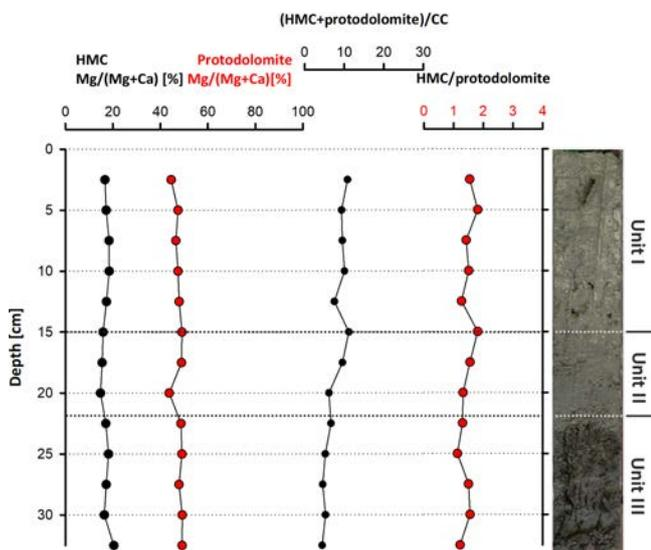 (HMC+protodolomite)/CC
0 10 20 30
HMC Protodolomite
Mg/(Mg+Ca) [%] Mg/(Mg+Ca)[%]
HMC/protodolomite
0 20 40 60 80 100
0 1 2 3 4
Depth [cm]
0
5
10
15
20
25
30
Unit I
Unit II
Unit III